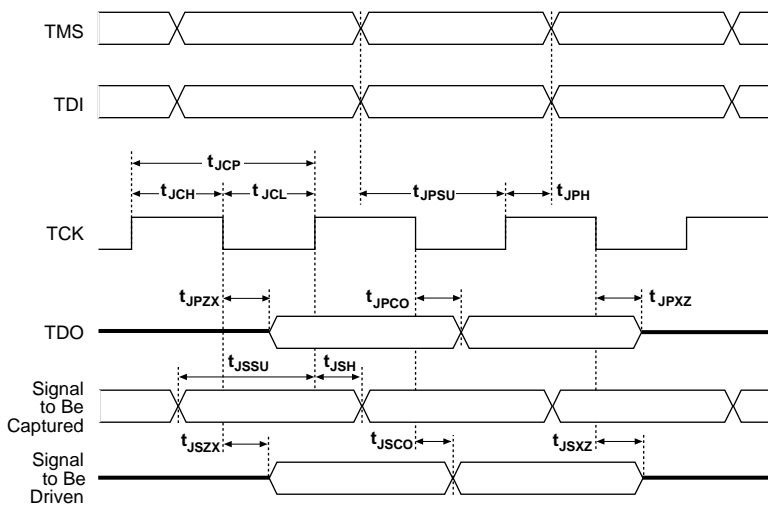 TMS
TDI
tJCP
tJCH
tJCL
tJPSU
tJPH
TCK
tJPZX
tJPCO
tJPXZ
TDO
tJSSU
tJSH
Signal
to Be
Captured
tJSZX
tJSCO
tJSXZ
Signal
to Be
Driven